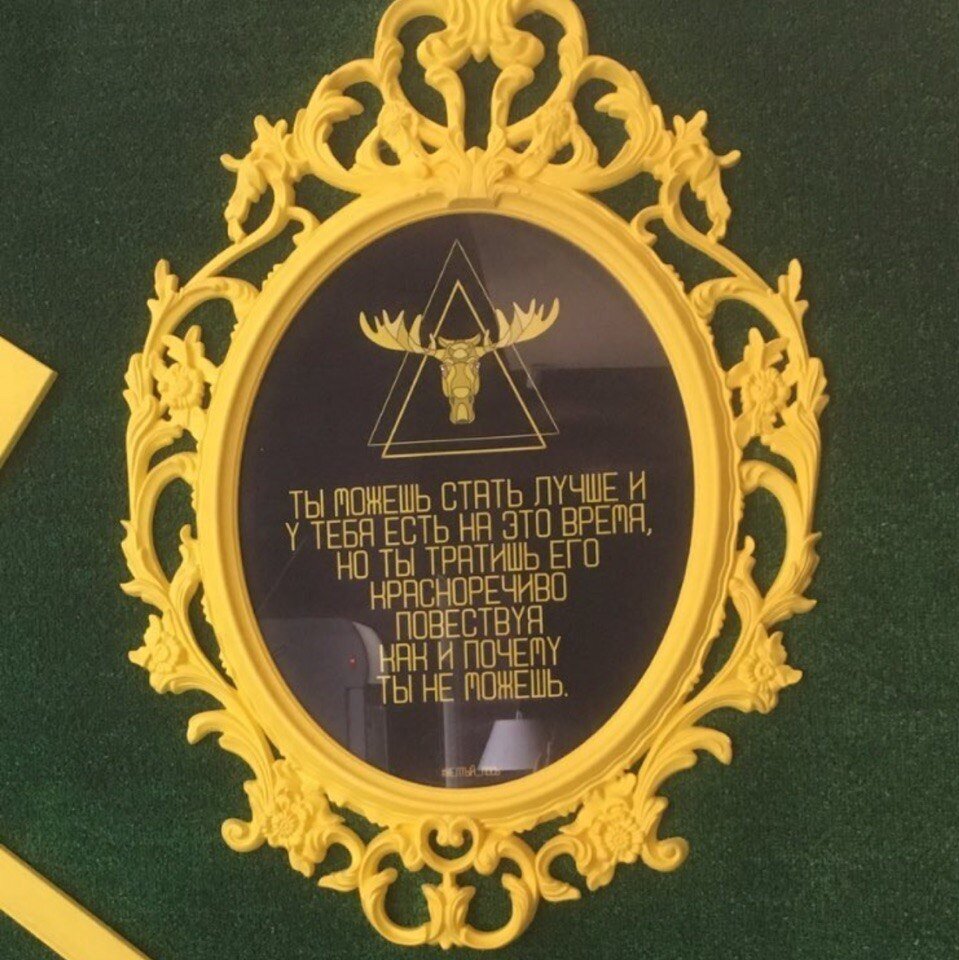 ТЫ МОЖЕШЬ СТАТЬ ЛУЧШЕ И
У ТЕБЯ ЕСТЬ НА ЭТО ВРЕМЯ,
НО ТЫ ТРАТИШЬ ЕГО
КРАСНОРЕЧИВО
ПОВЕСТВУЯ
КАК И ПОЧЕМУ
ТЫ НЕ МОЖЕШЬ.